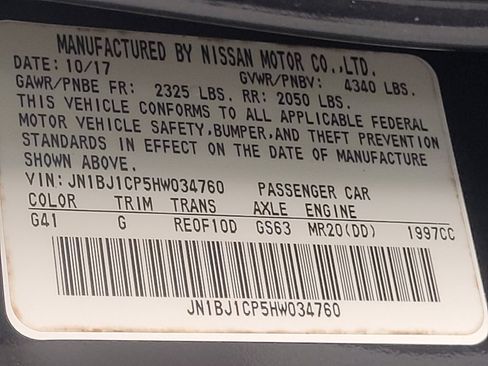 MANUFACTURED BY NISSAN MOTOR CO.,LTD.
DATE: 10/17 GVWR/PNBV: 4340 LBS.
GAWR/PNBE FR: 2325 LBS. RR: 2050 LBS.
THIS VEHICLE CONFORMS TO ALL APPLICABLE FEDERAL
MOTOR VEHICLE SAFETY,BUMPER,AND THEFT PREVENTION
STANDARDS IN EFFECT ON THE DATE OF MANUFACTURE
SHOWN ABOVE.
VIN: JN1BJ1CP5HW034760 PASSENGER CAR
COLOR TRIM TRANS AXLE ENGINE
G41 G RE0F10D GS63 MR20(DD) 1997CC
JN1BJ1CP5HW034760